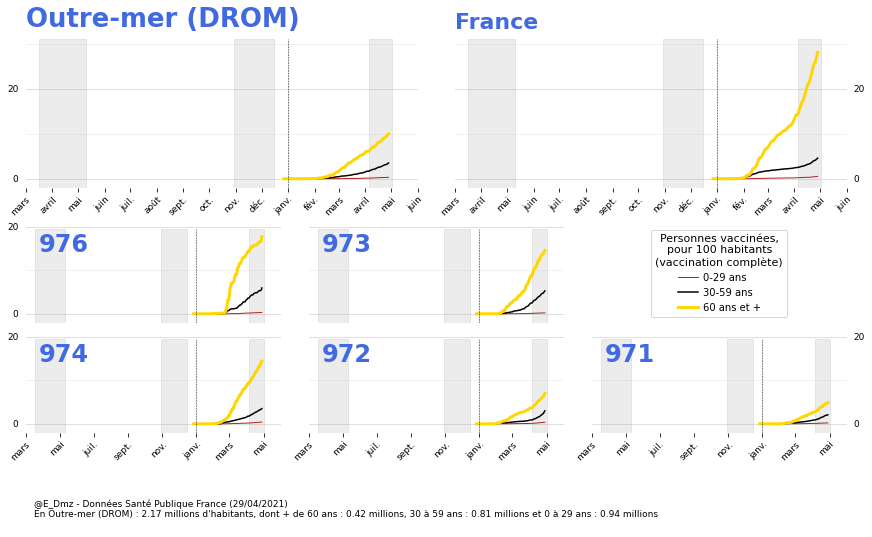 Outre-mer (DROM)
France
20
0
mars avril mai juin juil. août sept. oct. nov. déc. janv. fév. mars avril mai juin
mars avril mai juin juil. août sept. oct. nov. déc. janv. fév. mars avril mai juin
20
0
20
0
976
973
Personnes vaccinées,
pour 100 habitants
(vaccination complète)
0-29 ans
30-59 ans
60 ans et +
20
0
974
972
971
20
0
mars mai juil. sept. nov. janv. mars mai
mars mai juil. sept. nov. janv. mars mai
mars mai juil. sept. nov. janv. mars mai
20
0
@E_Dmz - Données Santé Publique France (29/04/2021)
En Outre-mer (DROM) : 2.17 millions d'habitants, dont + de 60 ans : 0.42 millions, 30 à 59 ans : 0.81 millions et 0 à 29 ans : 0.94 millions